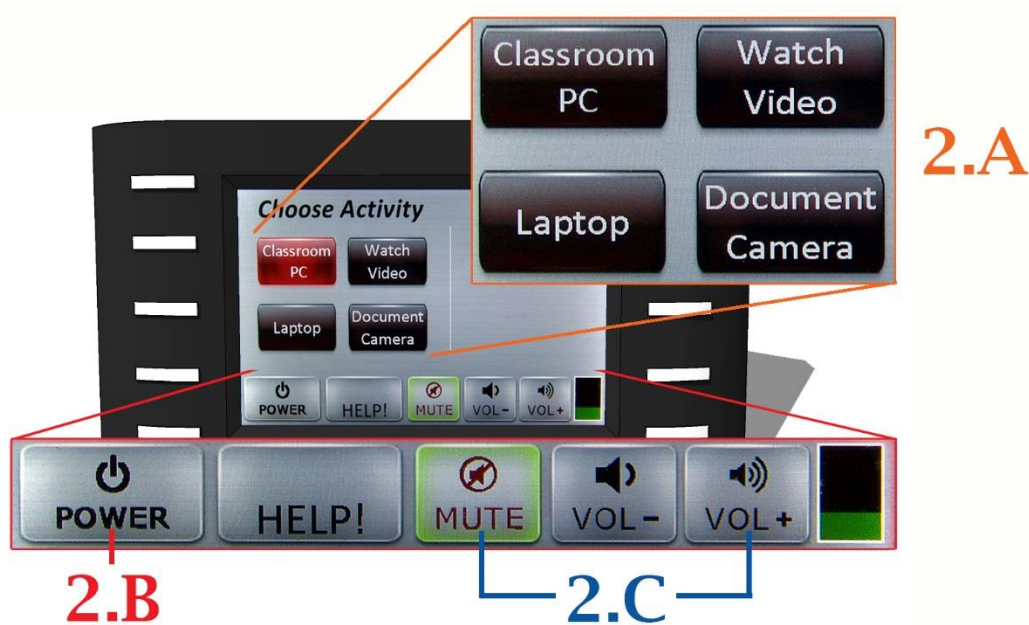 Classroom
PC
Watch
Video
Laptop
Document
Camera
2.A
Choose Activity
Classroom
PC
Watch
Video
Laptop
Document
Camera
POWER
HELP!
MUTE
VOL-
VOL+
POWER
HELP!
MUTE
VOL-
VOL+
2.B
2.C